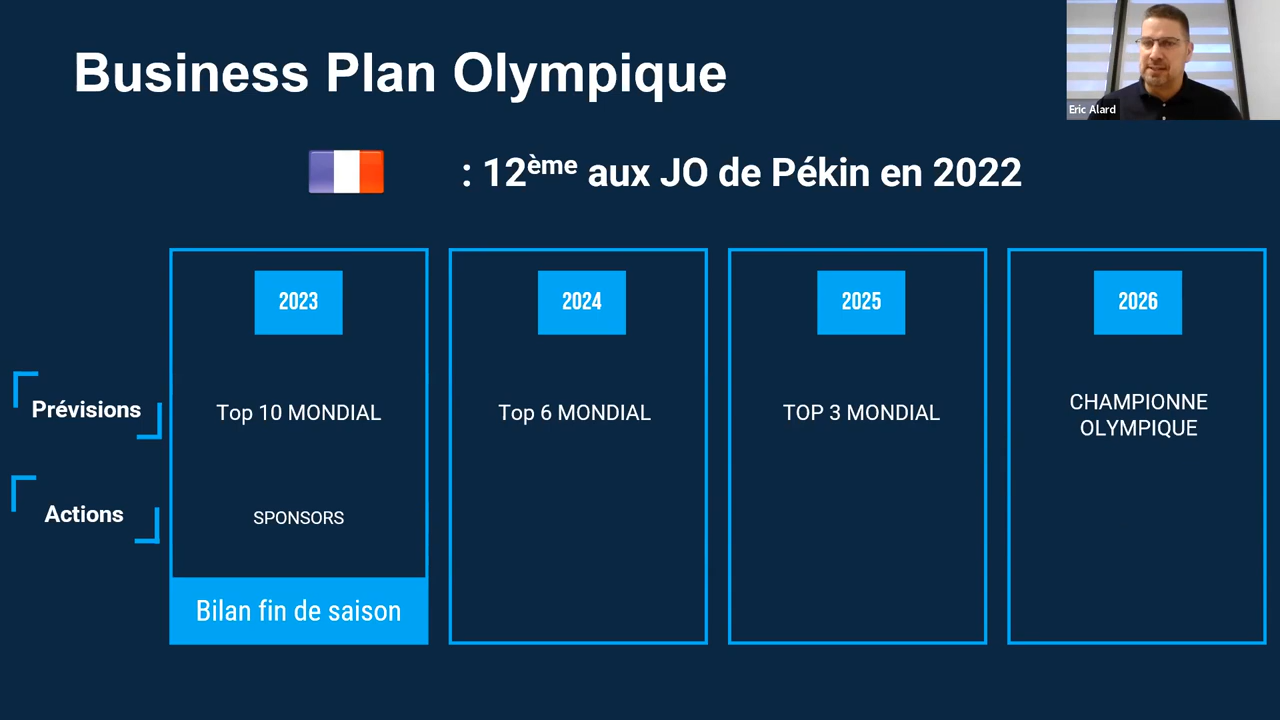 Business Plan Olympique
Eric Alard
: 12ème aux JO de Pékin en 2022
2023
2024
2025
2026
Prévisions
Top 10 MONDIAL
Top 6 MONDIAL
TOP 3 MONDIAL
CHAMPIONNE
OLYMPIQUE
Actions
SPONSORS
Bilan fin de saison